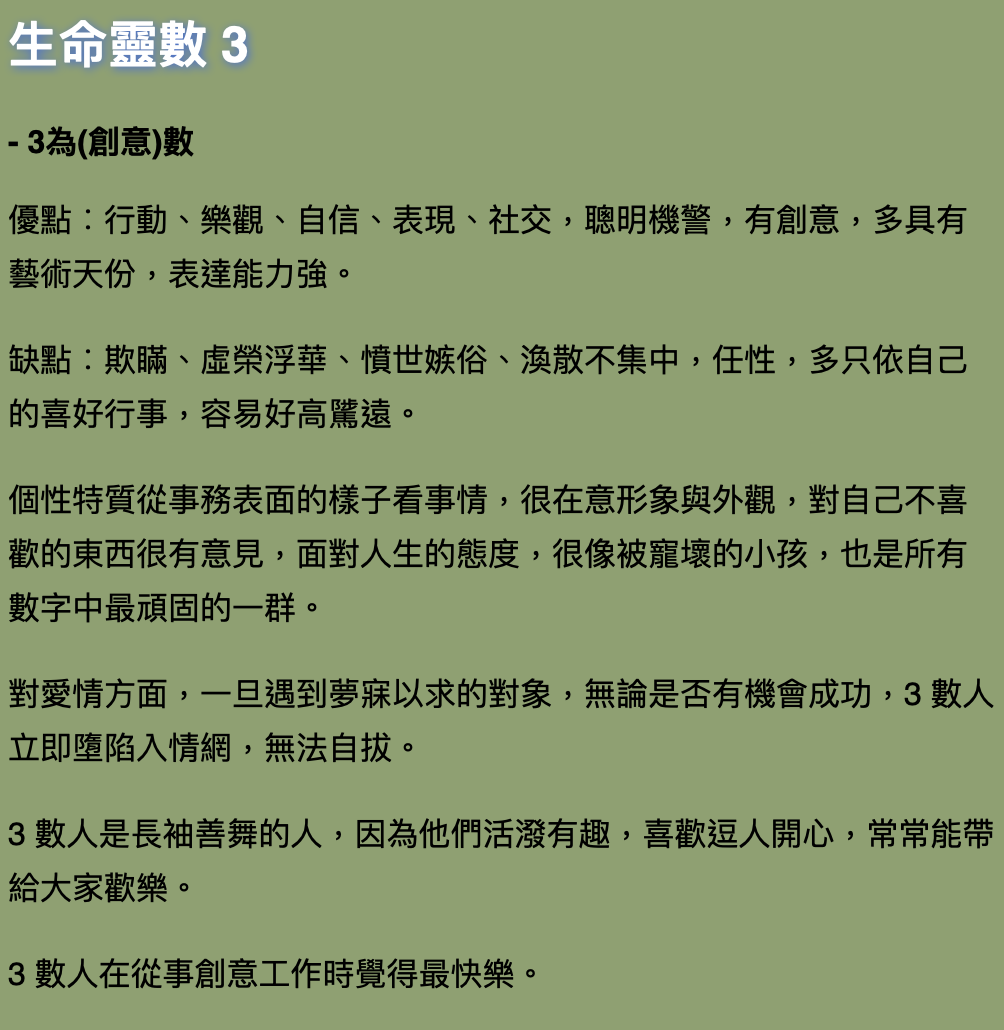 生命靈數 3
- 3為(創意)數
優點：行動、樂觀、自信、表現、社交，聰明機警，有創意，多具有
藝術天份，表達能力強。
缺點：欺瞞、虛榮浮華、憤世嫉俗、渙散不集中，任性，多只依自己
的喜好行事，容易好高騖遠。
個性特質從事務表面的樣子看事情，很在意形象與外觀，對自己不喜
歡的東西很有意見，面對人生的態度，很像被寵壞的小孩，也是所有
數字中最頑固的一群。
對愛情方面，一旦遇到夢寐以求的對象，無論是否有機會成功，3 數人
立即墮陷入情網，無法自拔。
3 數人是長袖善舞的人，因為他們活潑有趣，喜歡逗人開心，常常能帶
給大家歡樂。
3 數人在從事創意工作時覺得最快樂。